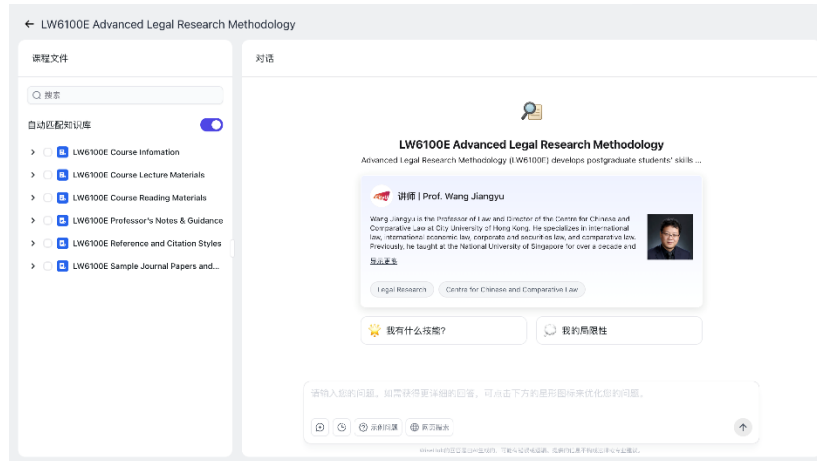 ← LW6100E Advanced Legal Research Methodology
课程文件
搜索
自动匹配知识库
LW6100E Course Infomation
LW6100E Course Lecture Materials
LW6100E Course Reading Materials
LW6100E Professor's Notes & Guidance
LW6100E Reference and Citation Styles
LW6100E Sample Journal Papers and...
对话
LW6100E Advanced Legal Research Methodology
Advanced Legal Research Methodology (LW6100E) develops postgraduate students' skills ...
讲师 | Prof. Wang Jiangyu
Wang Jiangyu is the Professor of Law and Director of the Centre for Chinese and
Comparative Law at City University of Hong Kong. He specializes in international
law, international economic law, corporate and securities law, and comparative law.
Previously, he taught at the National University of Singapore for over a decade and
显示更多
Legal Research
Centre for Chinese and Comparative Law
我有什么技能?
我的局限性
请输入您的问题。如需获得更详细的回答，可点击下方的星形图标来优化您的问题。
示例问题
网页搜索